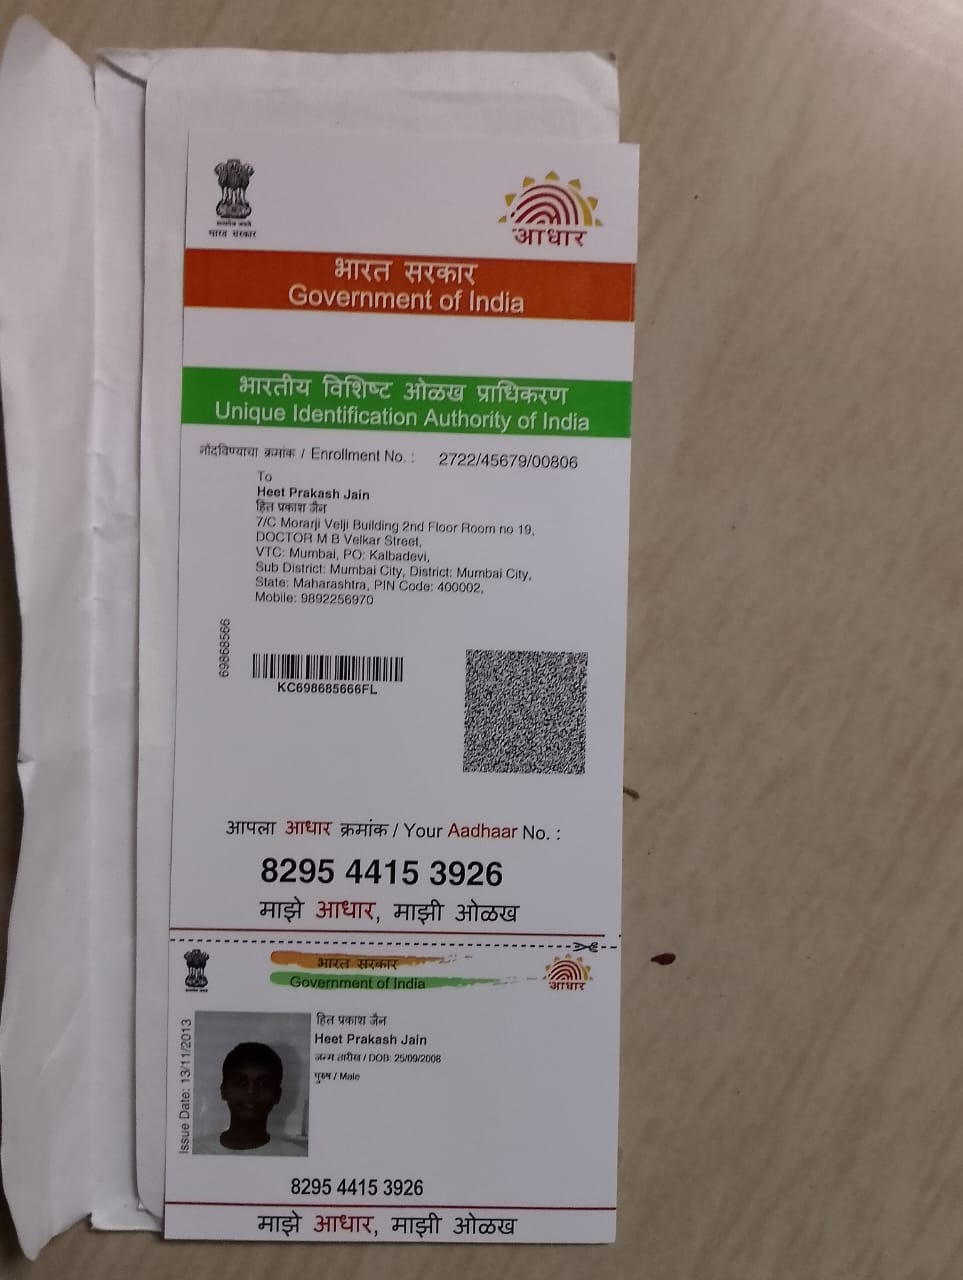 भारत सरकार
आधार
भारत सरकार
Government of India
भारतीय विशिष्ट ओळख प्राधिकरण
Unique Identification Authority of India
नोंदविण्याचा क्रमांक / Enrollment No. : 2722/45679/00806
To
Heet Prakash Jain
हित प्रकाश जैन
7/C Morarji Velji Building 2nd Floor Room no 19,
DOCTOR M B Velkar Street,
VTC: Mumbai, PO: Kalbadevi,
Sub District: Mumbai City, District: Mumbai City,
State: Maharashtra, PIN Code: 400002,
Mobile: 9892256970
69868566
KC698685666FL
आपला आधार क्रमांक / Your Aadhaar No. :
8295 4415 3926
माझे आधार, माझी ओळख
भारत सरकार
Government of India
आधार
Issue Date: 13/11/2013
हित प्रकाश जैन
Heet Prakash Jain
जन्म तारीख / DOB: 25/09/2008
पुरुष / Male
8295 4415 3926
माझे आधार, माझी ओळख